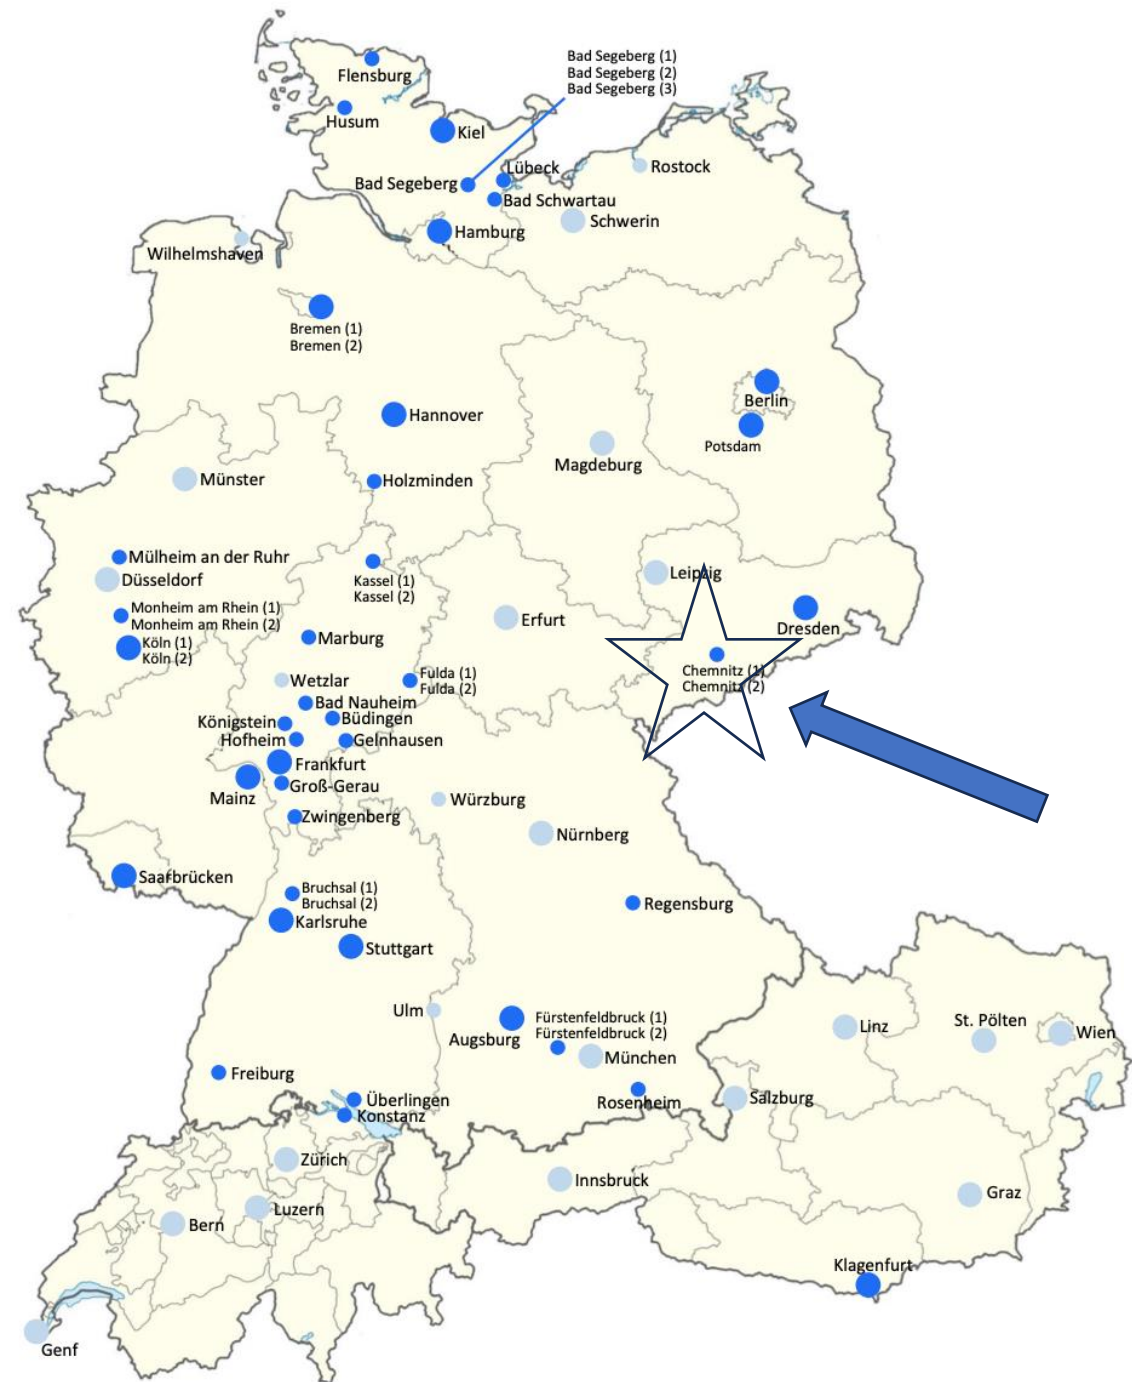 Bad Segeberg (1)
Bad Segeberg (2)
Bad Segeberg (3)
Flensburg
Husum
Kiel
Rostock
Lübeck
Bad Segeberg
Bad Schwartau
Schwerin
Hamburg
Wilhelmshaven
Bremen (1)
Bremen (2)
Berlin
Hannover
Potsdam
Magdeburg
Münster
Holzminden
Mülheim an der Ruhr
Düsseldorf
Kassel (1)
Kassel (2)
Leipzig
Monheim am Rhein (1)
Monheim am Rhein (2)
Erfurt
Dresden
Köln (1)
Köln (2)
Marburg
Chemnitz (1)
Chemnitz (2)
Wetzlar
Fulda (1)
Fulda (2)
Bad Nauheim
Königstein
Büdingen
Hofheim
Gelnhausen
Frankfurt
Groß-Gerau
Mainz
Würzburg
Zwingenberg
Nürnberg
Saarbrücken
Bruchsal (1)
Bruchsal (2)
Regensburg
Karlsruhe
Stuttgart
Ulm
Augsburg
Fürstenfeldbruck (1)
Fürstenfeldbruck (2)
Linz
St. Pölten
Wien
München
Freiburg
Überlingen
Rosenheim
Salzburg
Konstanz
Zürich
Innsbruck
Graz
Luzern
Bern
Klagenfurt
Genf